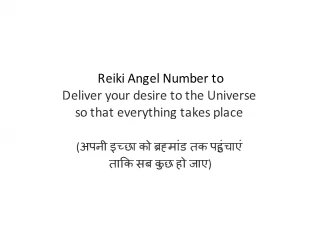 Reiki Angel Number to
Deliver your desire to the Universe
so that everything takes place
(अपनी इच्छा को ब्रह्मांड तक पहुंचाएं
ताकि सब कुछ हो जाए)